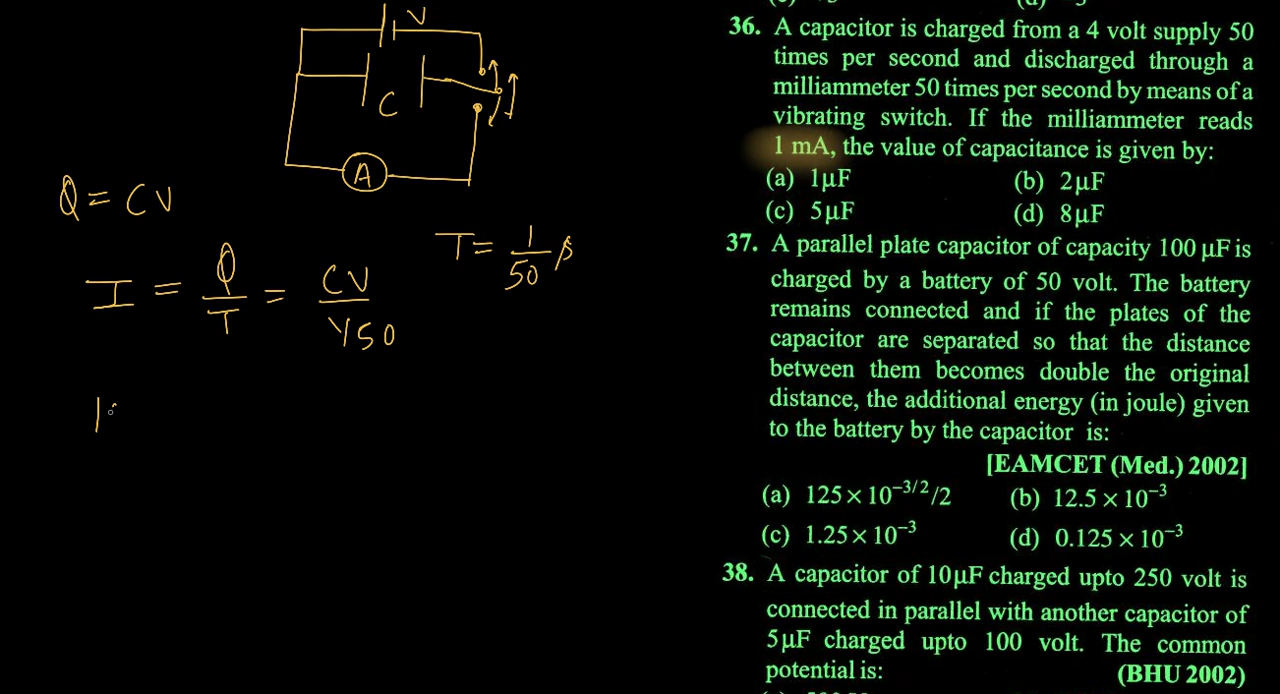 V
C
A
Q = CV
I = Q/T = CV/1/50
T = 1/50 s
1
36. A capacitor is charged from a 4 volt supply 50
times per second and discharged through a
milliammeter 50 times per second by means of a
vibrating switch. If the milliammeter reads
1 mA, the value of capacitance is given by:
(a) 1μF (b) 2μF
(c) 5μF (d) 8μF
37. A parallel plate capacitor of capacity 100 μF is
charged by a battery of 50 volt. The battery
remains connected and if the plates of the
capacitor are separated so that the distance
between them becomes double the original
distance, the additional energy (in joule) given
to the battery by the capacitor is:
[EAMCET (Med.) 2002]
(a) 125 × 10⁻³/²/2 (b) 12.5 × 10⁻³
(c) 1.25 × 10⁻³ (d) 0.125 × 10⁻³
38. A capacitor of 10μF charged upto 250 volt is
connected in parallel with another capacitor of
5μF charged upto 100 volt. The common
potential is: (BHU 2002)